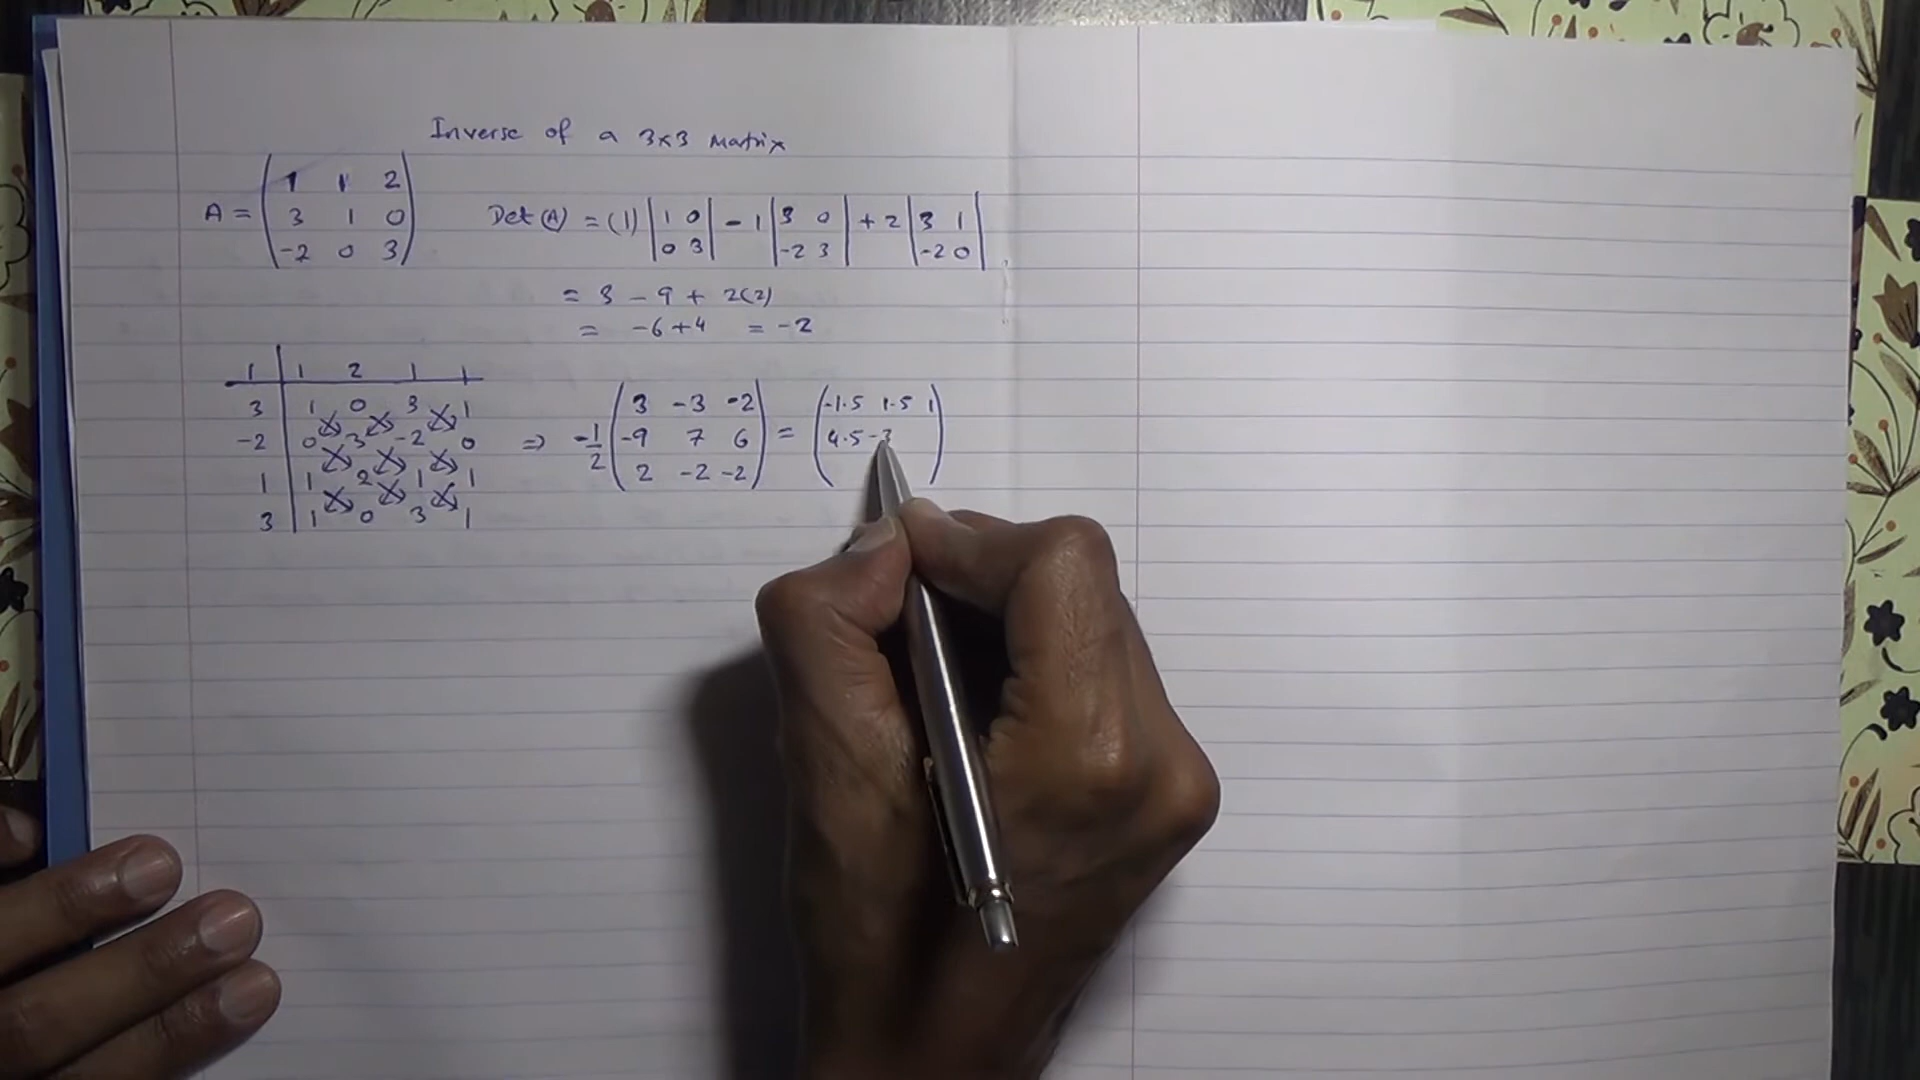 Inverse of a 3x3 Matrix
A = ( 1 1 2
3 1 0
-2 0 3 )
Det (A) = (1) | 1 0 | - 1 | 3 0 | + 2 | 3 1 |
| 0 3 | | -2 3 | | -2 0 |
= 3 - 9 + 2(2)
= -6+4 = -2
1 | 1 2 1 1
3 | 1 0 3 1
-2 | 0 3 -2 0
1 | 1 2 1 1
3 | 1 0 3 1
⇒ -1/2 ( 3 -3 -2
-9 7 6
2 -2 -2 )
= ( -1.5 1.5 1
4.5 -3 )